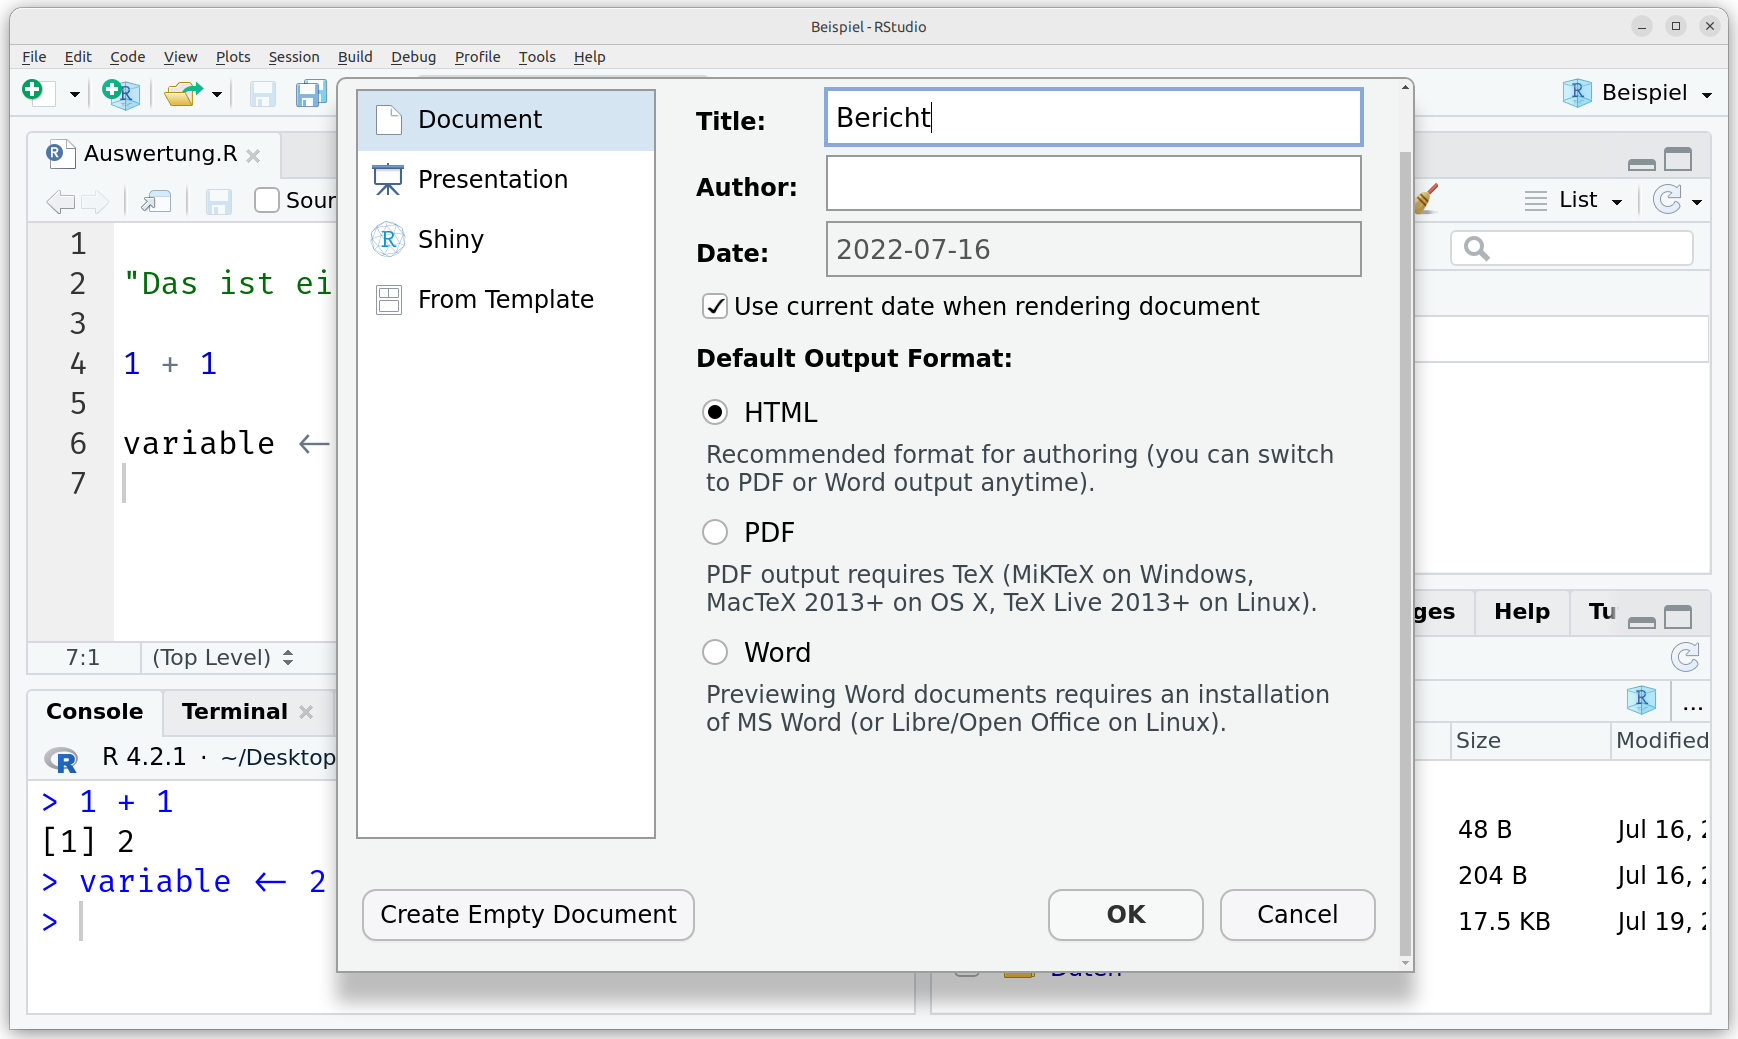 Beispiel - RStudio
File Edit Code View Plots Session Build Debug Profile Tools Help
Beispiel
Auswertung.R
List
1
2 "Das ist ei
3
4 1 + 1
5
6 variable ←
7
7:1 (Top Level)
Console Terminal
R 4.2.1 · ~/Desktop
> 1 + 1
[1] 2
> variable ← 2
>
Document
Presentation
Shiny
From Template
Title: Bericht
Author:
Date: 2022-07-16
Use current date when rendering document
Default Output Format:
HTML
Recommended format for authoring (you can switch
to PDF or Word output anytime).
PDF
PDF output requires TeX (MiKTeX on Windows,
MacTeX 2013+ on OS X, TeX Live 2013+ on Linux).
Word
Previewing Word documents requires an installation
of MS Word (or Libre/Open Office on Linux).
Create Empty Document OK Cancel
Help
...
Size Modified
48 B Jul 16,
204 B Jul 16,
17.5 KB Jul 19,
Daten